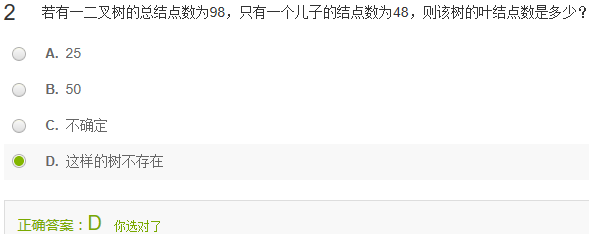 2 若有一二叉树的总结点数为98，只有一个儿子的结点数为48，则该树的叶结点数是多少？
A. 25
B. 50
C. 不确定
D. 这样的树不存在
正确答案：D 你选对了